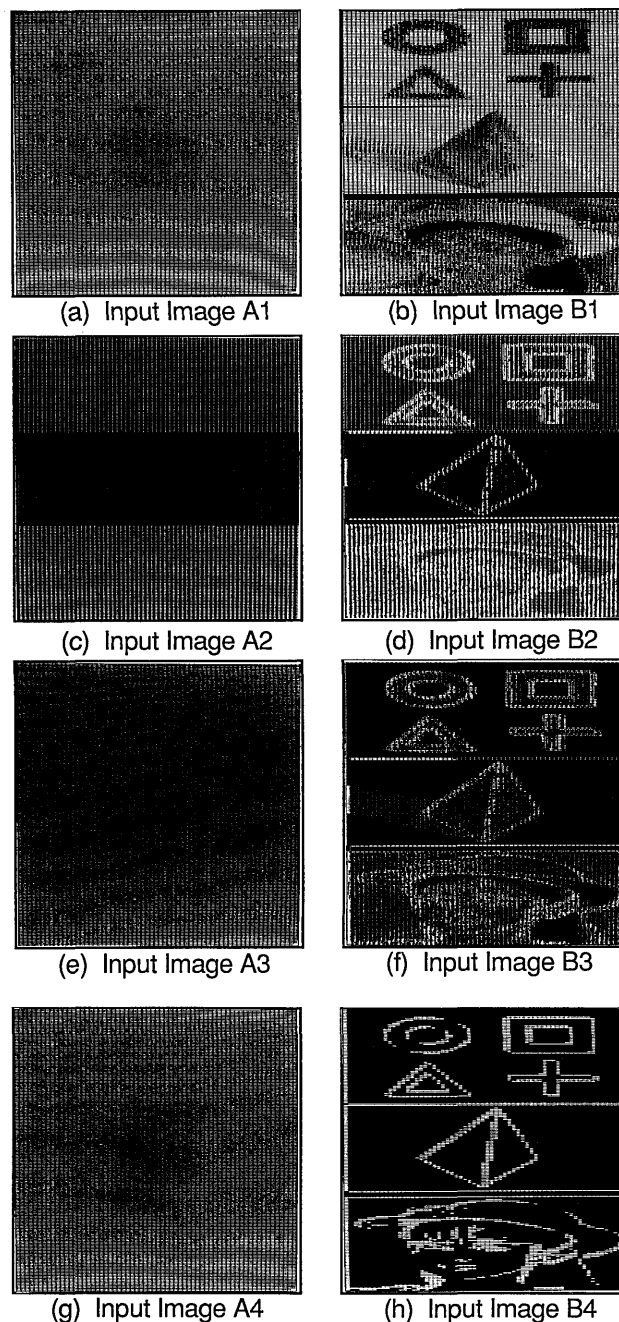 (a) Input Image A1
(b) Input Image B1
(c) Input Image A2
(d) Input Image B2
(e) Input Image A3
(f) Input Image B3
(g) Input Image A4
(h) Input Image B4